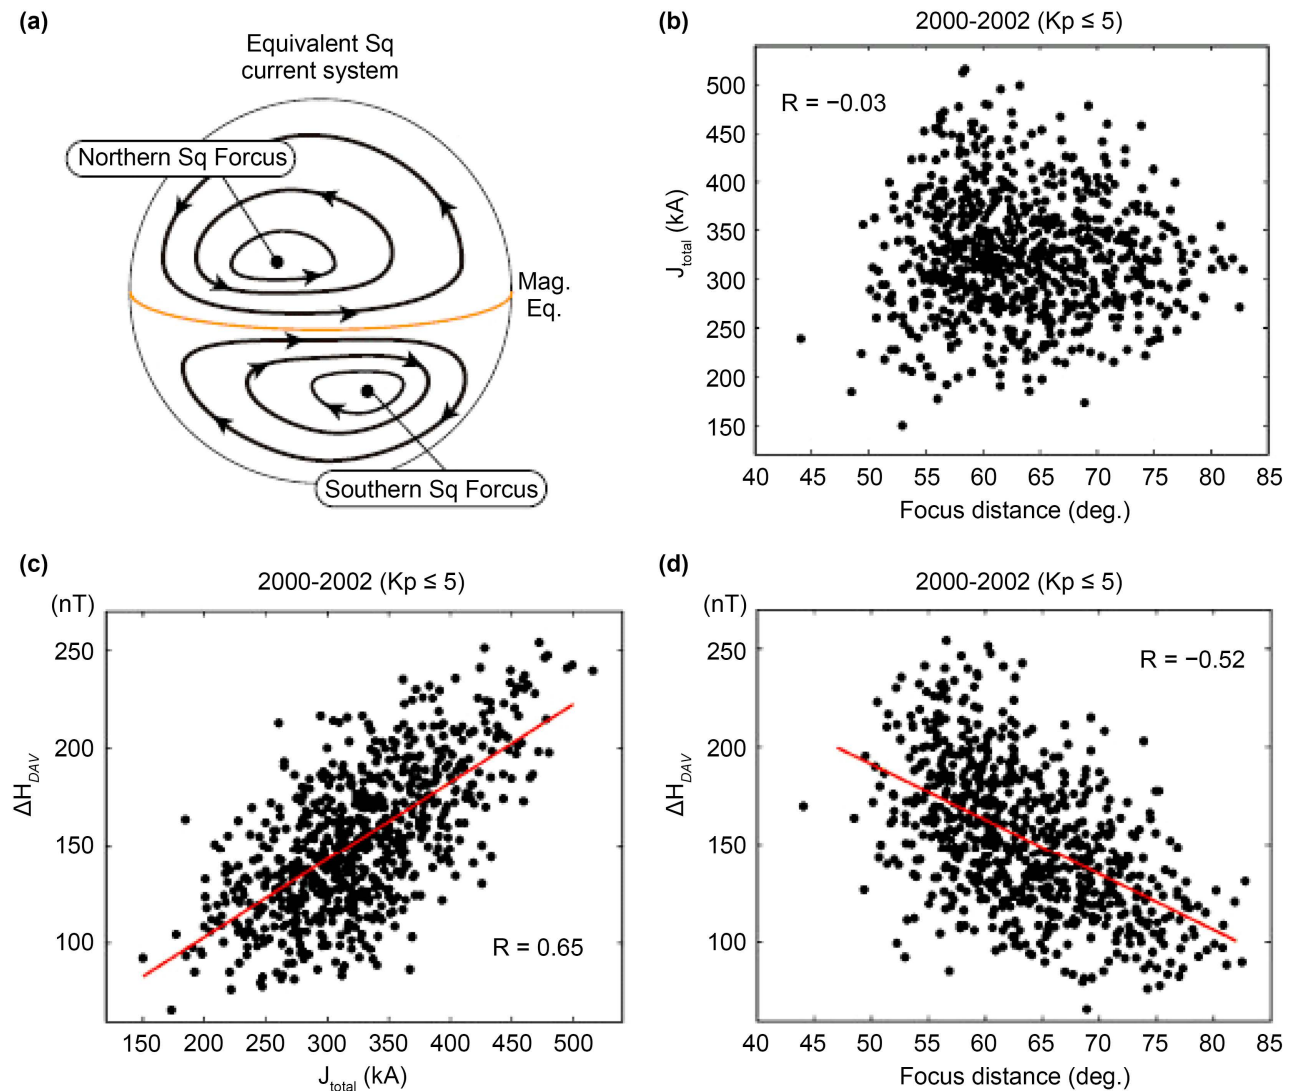 (a)
Equivalent Sq
current system
Northern Sq Forcus
Mag.
Eq.
Southern Sq Forcus
(b)
2000-2002 (Kp ≤ 5)
R = −0.03
J_total (kA)
500
450
400
350
300
250
200
150
40 45 50 55 60 65 70 75 80 85
Focus distance (deg.)
(c)
2000-2002 (Kp ≤ 5)
(nT)
250
200
150
100
ΔH_DAV
R = 0.65
150 200 250 300 350 400 450 500
J_total (kA)
(d)
2000-2002 (Kp ≤ 5)
(nT)
250
200
150
100
ΔH_DAV
R = −0.52
40 45 50 55 60 65 70 75 80 85
Focus distance (deg.)